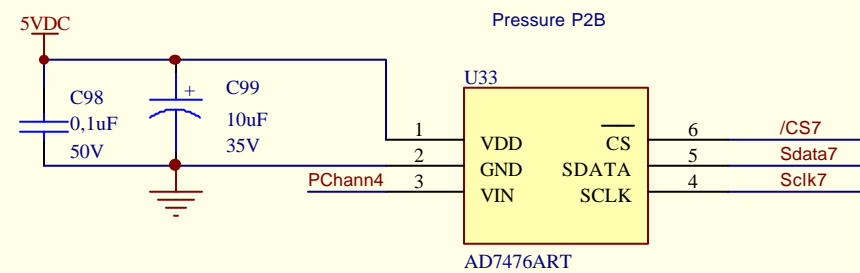 5VDC
Pressure P2B
C98
0,1uF
50V
+
C99
10uF
35V
U33
1
VDD
CS
6
/CS7
2
GND
SDATA
5
Sdata7
PChann4
3
VIN
SCLK
4
Sclk7
AD7476ART